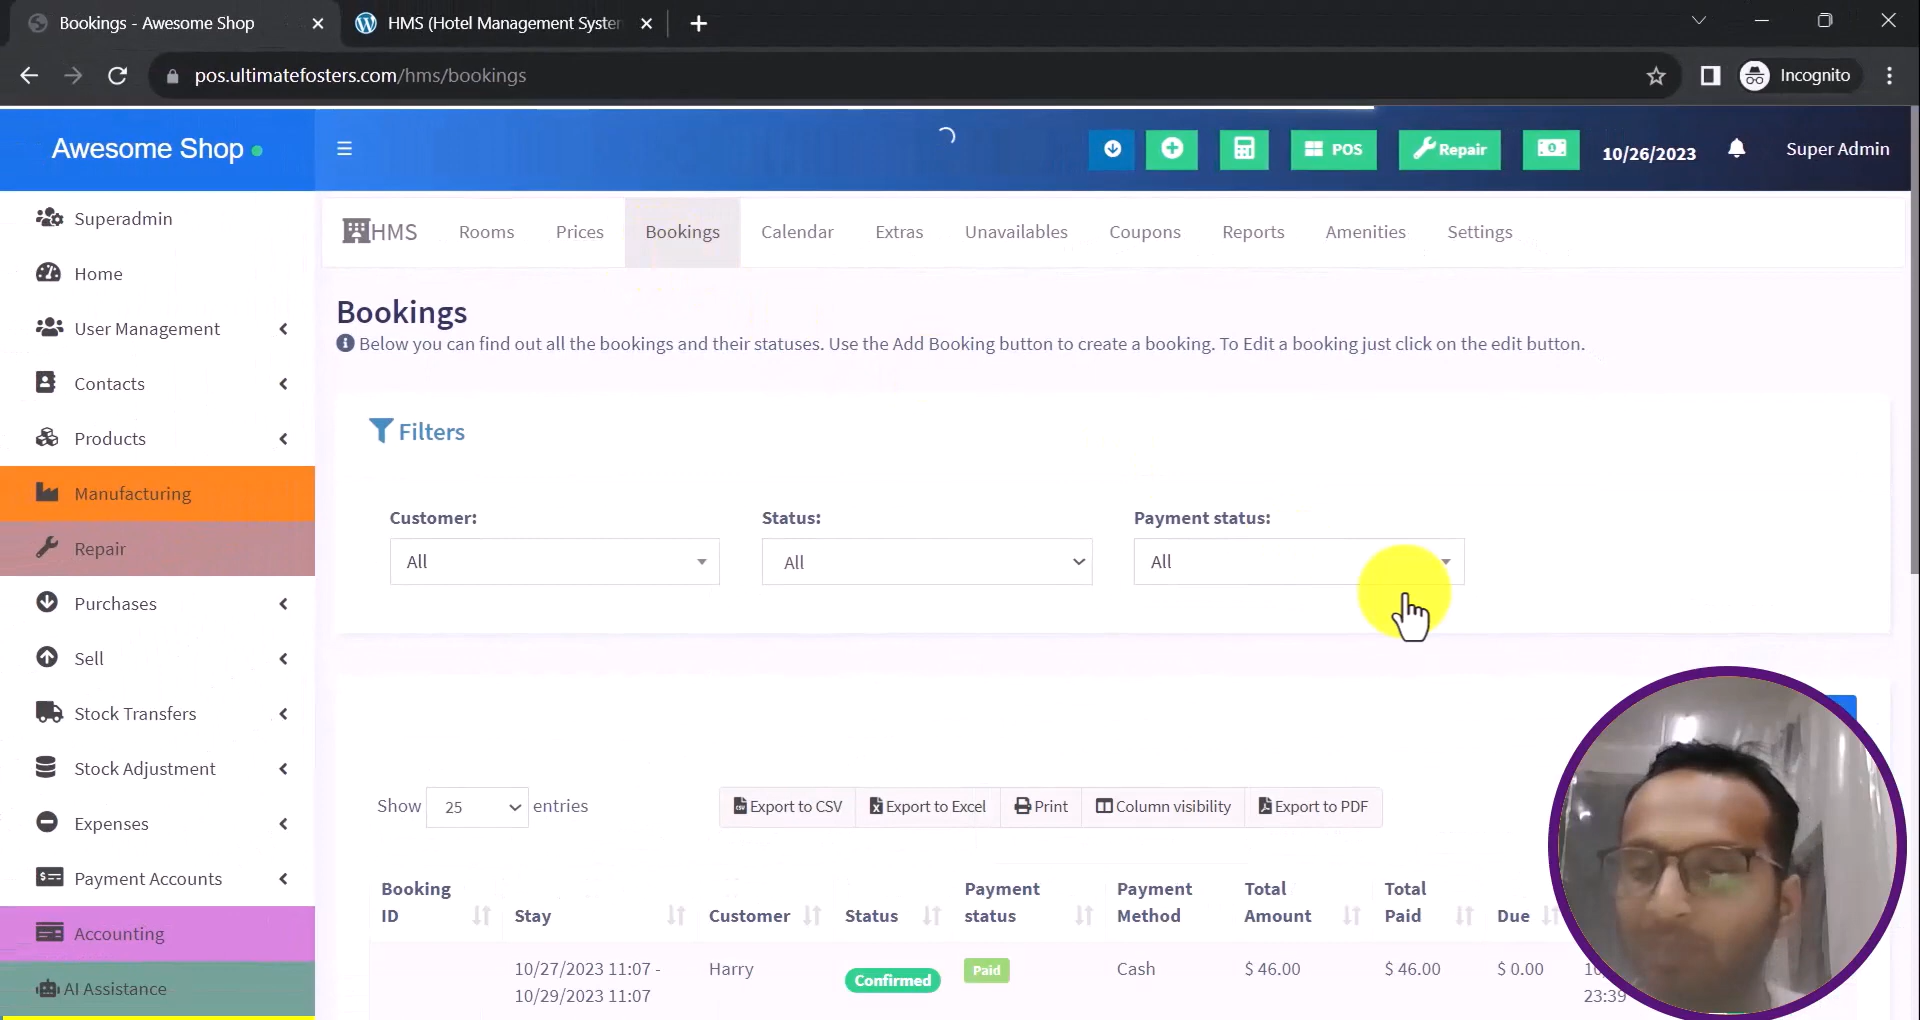 Bookings - Awesome Shop
HMS (Hotel Management System
pos.ultimatefosters.com/hms/bookings
Incognito
Awesome Shop
POS
Repair
10/26/2023
Super Admin
Superadmin
Home
User Management
Contacts
Products
Manufacturing
Repair
Purchases
Sell
Stock Transfers
Stock Adjustment
Expenses
Payment Accounts
Accounting
AI Assistance
HMS Rooms Prices Bookings Calendar Extras Unavailables Coupons Reports Amenities Settings
Bookings
Below you can find out all the bookings and their statuses. Use the Add Booking button to create a booking. To Edit a booking just click on the edit button.
Filters
Customer: Status: Payment status:
All All All
Show 25 entries Export to CSV Export to Excel Print Column visibility Export to PDF
Booking ID Stay Customer Status Payment status Payment Method Total Amount Total Paid Due
10/27/2023 11:07 - Harry Confirmed Paid Cash $ 46.00 $ 46.00 $ 0.00
10/29/2023 11:07 23:39